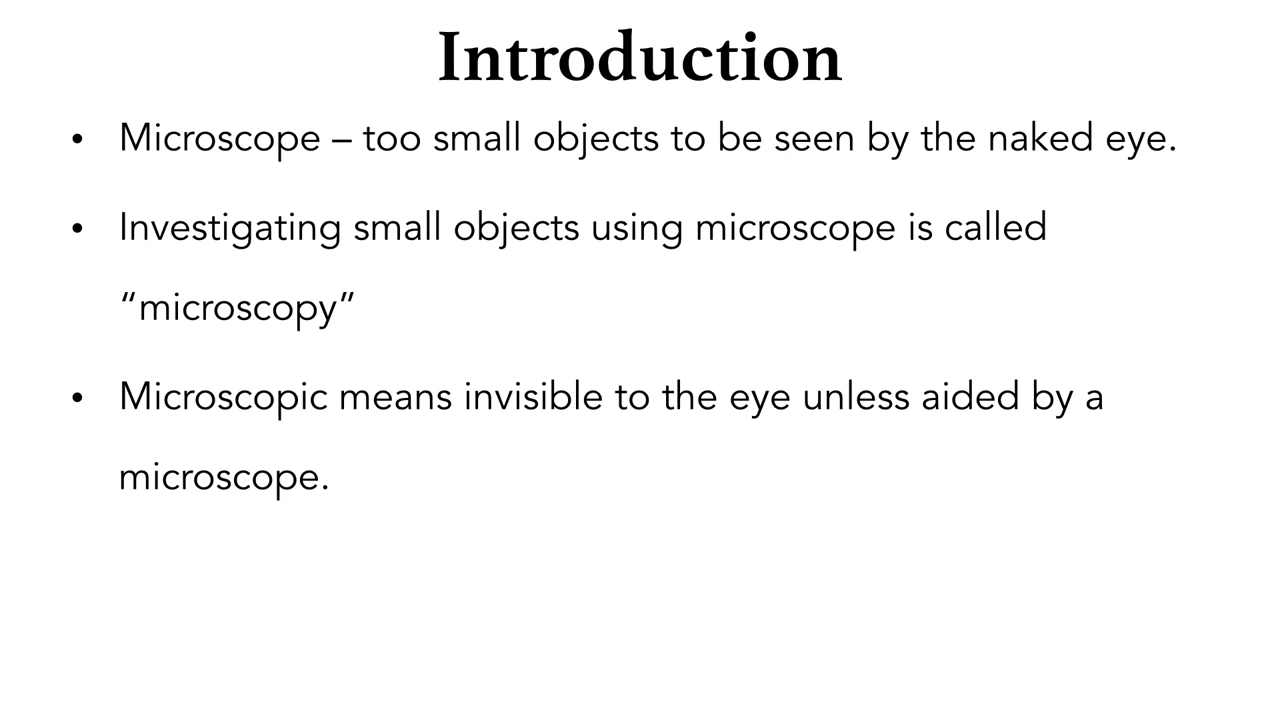 Introduction
• Microscope – too small objects to be seen by the naked eye.
• Investigating small objects using microscope is called
“microscopy”
• Microscopic means invisible to the eye unless aided by a
microscope.